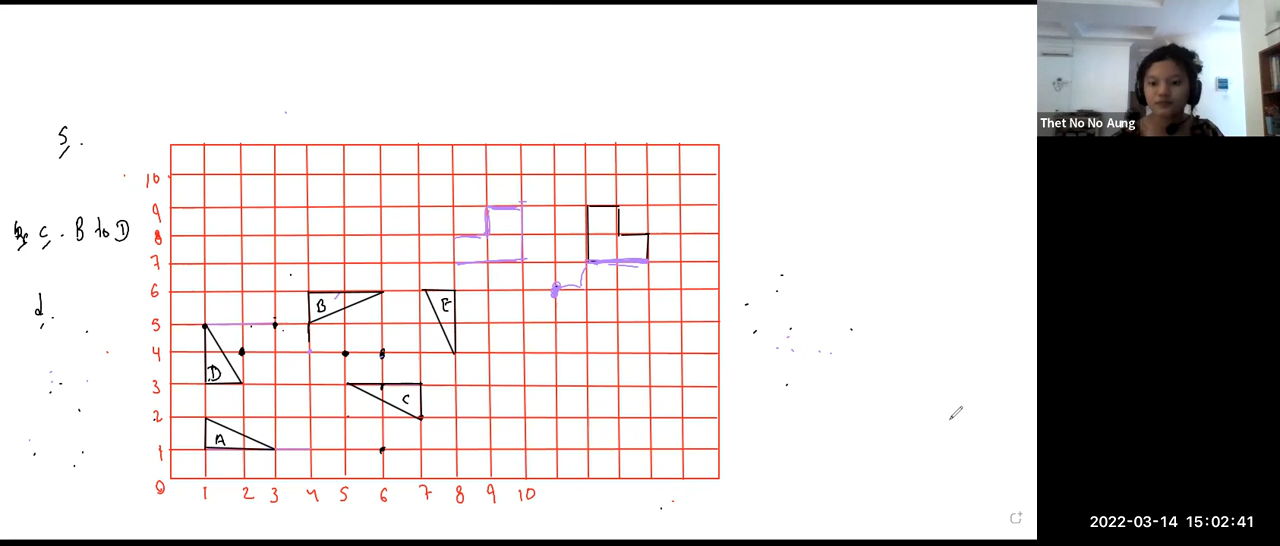 Thet No No Aung
5.
10
9
c. B to D
8
7
d.
6
B
E
5
4
D
3
C
2
A
1
0
1 2 3 4 5 6 7 8 9 10
2022-03-14 15:02:41